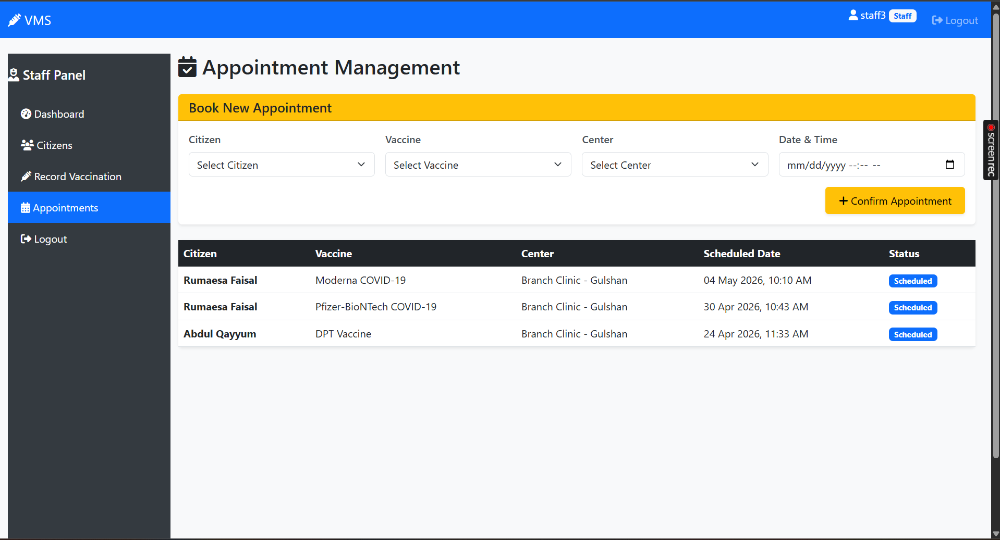 VMS
staff3 Staff
Logout
Staff Panel
Dashboard
Citizens
Record Vaccination
Appointments
Logout
Appointment Management
Book New Appointment
Citizen Vaccine Center Date & Time
Select Citizen Select Vaccine Select Center mm/dd/yyyy --:-- --
Confirm Appointment
Citizen Vaccine Center Scheduled Date Status
Rumaesa Faisal Moderna COVID-19 Branch Clinic - Gulshan 04 May 2026, 10:10 AM Scheduled
Rumaesa Faisal Pfizer-BioNTech COVID-19 Branch Clinic - Gulshan 30 Apr 2026, 10:43 AM Scheduled
Abdul Qayyum DPT Vaccine Branch Clinic - Gulshan 24 Apr 2026, 11:33 AM Scheduled
screenrec